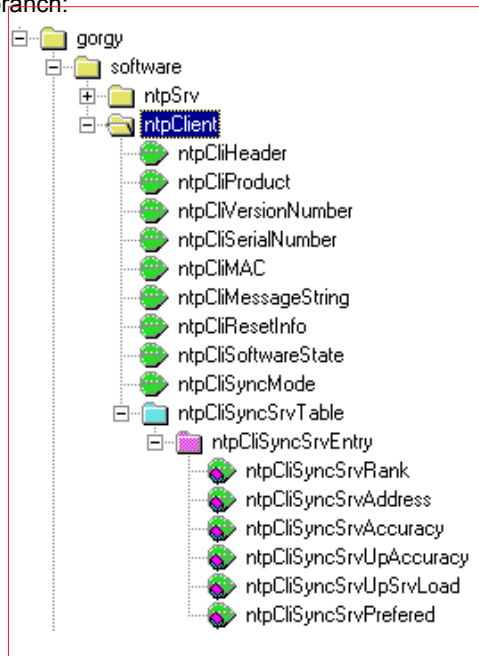 branch:
gorgy
software
ntpSrv
ntpClient
ntpCliHeader
ntpCliProduct
ntpCliVersionNumber
ntpCliSerialNumber
ntpCliMAC
ntpCliMessageString
ntpCliResetInfo
ntpCliSoftwareState
ntpCliSyncMode
ntpCliSyncSrvTable
ntpCliSyncSrvEntry
ntpCliSyncSrvRank
ntpCliSyncSrvAddress
ntpCliSyncSrvAccuracy
ntpCliSyncSrvUpAccuracy
ntpCliSyncSrvUpSrvLoad
ntpCliSyncSrvPrefered